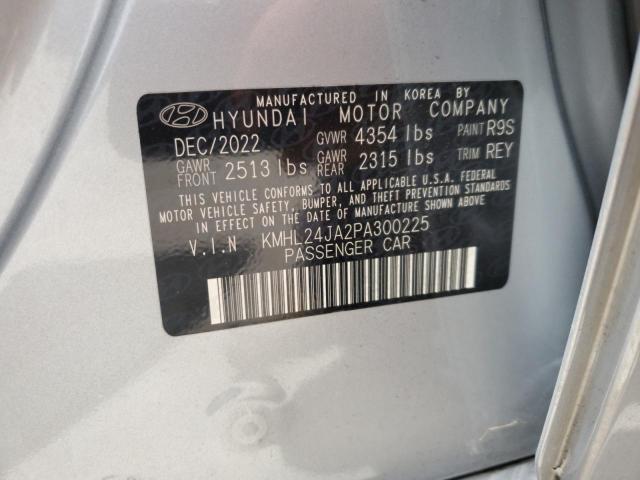 MANUFACTURED IN KOREA BY
HYUNDAI MOTOR COMPANY
DEC/2022 GVWR 4354 lbs PAINT R9S
GAWR FRONT 2513 lbs GAWR REAR 2315 lbs TRIM REY
THIS VEHICLE CONFORMS TO ALL APPLICABLE U.S.A. FEDERAL
MOTOR VEHICLE SAFETY, BUMPER, AND THEFT PREVENTION STANDARDS
IN EFFECT ON THE DATE OF MANUFACTURE SHOWN ABOVE
V.I.N KMHL24JA2PA300225
PASSENGER CAR